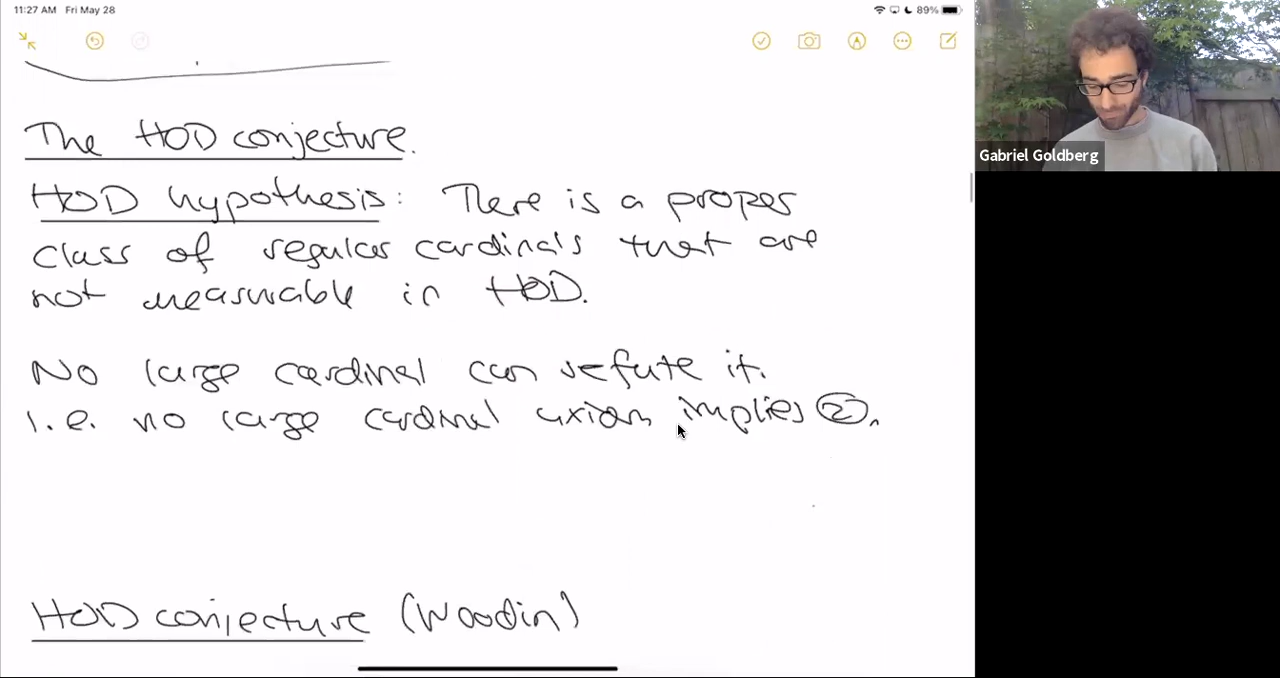 11:27 AM Fri May 28
89%
The HOD conjecture.
HOD hypothesis: There is a proper
class of regular cardinals that are
not measurable in HOD.
No large cardinal can refute it.
I.e. no large cardinal axiom implies ②.
HOD conjecture (Woodin)
Gabriel Goldberg